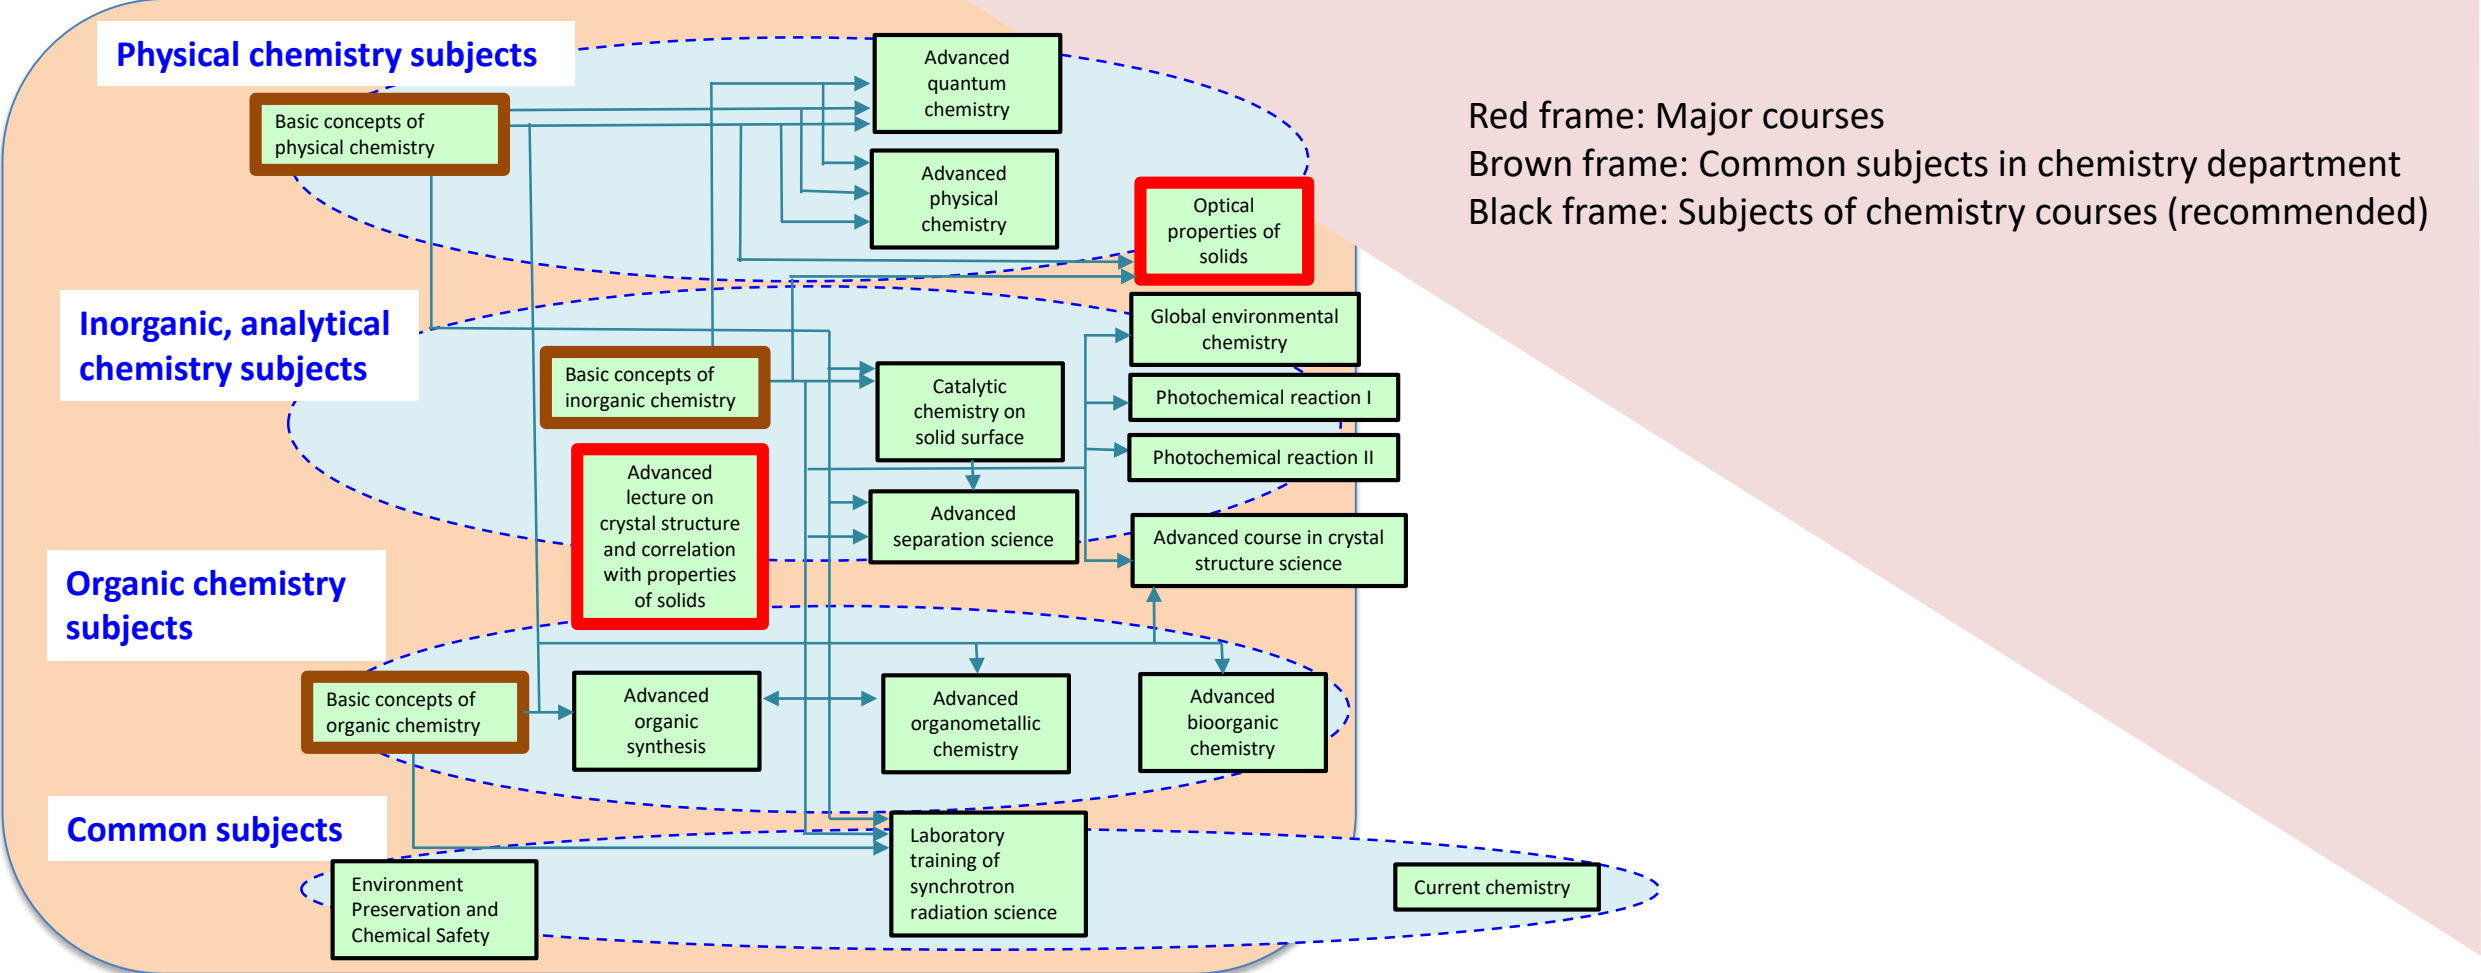 Physical chemistry subjects
Basic concepts of
physical chemistry
Advanced
quantum
chemistry
Advanced
physical
chemistry
Optical
properties of
solids
Red frame: Major courses
Brown frame: Common subjects in chemistry department
Black frame: Subjects of chemistry courses (recommended)
Inorganic, analytical
chemistry subjects
Basic concepts of
inorganic chemistry
Advanced
lecture on
crystal structure
and correlation
with properties
of solids
Catalytic
chemistry on
solid surface
Advanced
separation science
Global environmental
chemistry
Photochemical reaction I
Photochemical reaction II
Advanced course in crystal
structure science
Organic chemistry
subjects
Basic concepts of
organic chemistry
Advanced
organic
synthesis
Advanced
organometallic
chemistry
Advanced
bioorganic
chemistry
Common subjects
Environment
Preservation and
Chemical Safety
Laboratory
training of
synchrotron
radiation science
Current chemistry